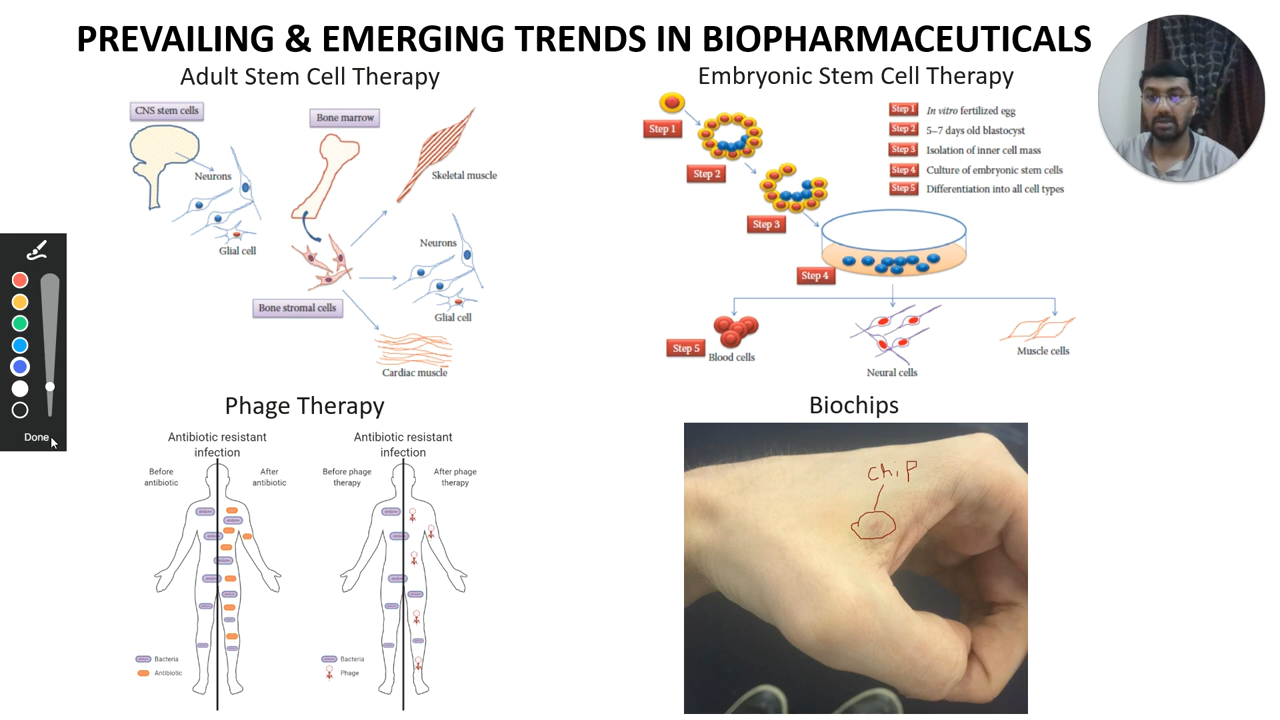 PREVAILING & EMERGING TRENDS IN BIOPHARMACEUTICALS
Adult Stem Cell Therapy
CNS stem cells
Bone marrow
Neurons
Skeletal muscle
Glial cell
Neurons
Bone stromal cells
Glial cell
Cardiac muscle
Embryonic Stem Cell Therapy
Step 1
Step 2
Step 3
Step 4
Step 1 In vitro fertilized egg
Step 2 5–7 days old blastocyst
Step 3 Isolation of inner cell mass
Step 4 Culture of embryonic stem cells
Step 5 Differentiation into all cell types
Step 5
Blood cells
Neural cells
Muscle cells
Phage Therapy
Antibiotic resistant
infection
Before
antibiotic
After
antibiotic
Bacteria
Antibiotic
Antibiotic resistant
infection
Before phage
therapy
After phage
therapy
Bacteria
Phage
Biochips
chip
Done